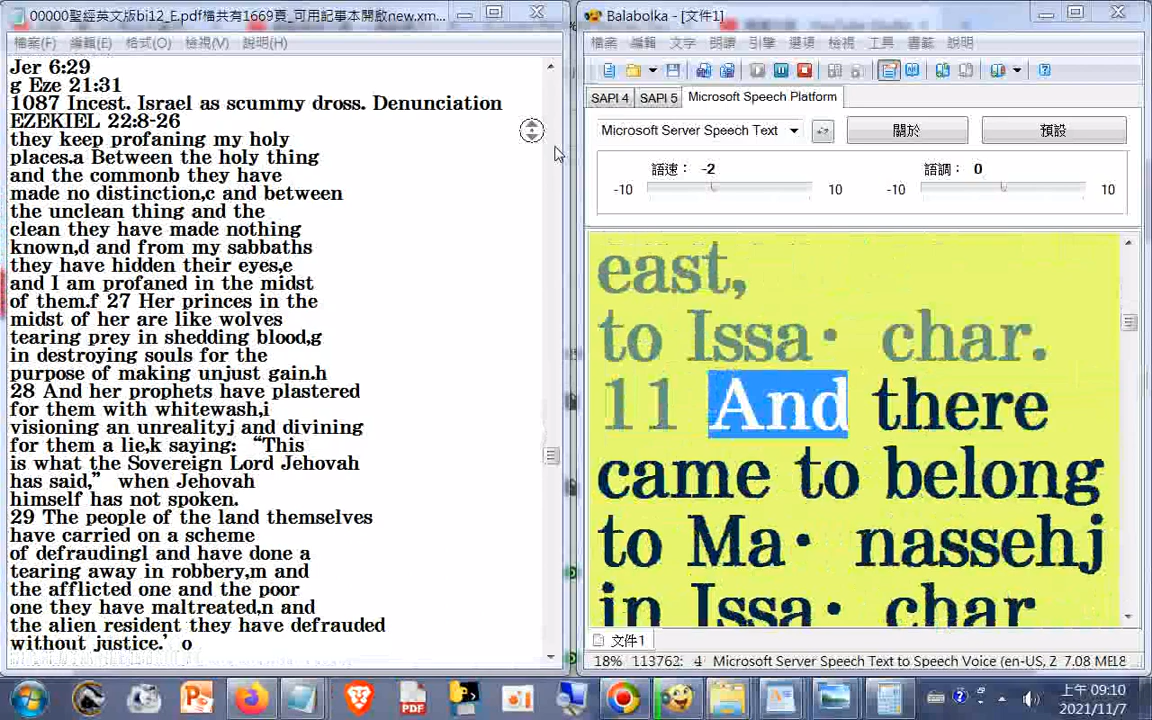 00000聖經英文版bi12_E.pdf檔共有1669頁_可用記事本開啟new.xm...
檔案(F) 編輯(E) 格式(O) 檢視(V) 說明(H)
Jer 6:29
g Eze 21:31
1087 Incest. Israel as scummy dross. Denunciation
EZEKIEL 22:8-26
they keep profaning my holy
places.a Between the holy thing
and the commonb they have
made no distinction,c and between
the unclean thing and the
clean they have made nothing
known,d and from my sabbaths
they have hidden their eyes,e
and I am profaned in the midst
of them.f 27 Her princes in the
midst of her are like wolves
tearing prey in shedding blood,g
in destroying souls for the
purpose of making unjust gain.h
28 And her prophets have plastered
for them with whitewash,i
visioning an unrealityj and divining
for them a lie,k saying: “This
is what the Sovereign Lord Jehovah
has said,” when Jehovah
himself has not spoken.
29 The people of the land themselves
have carried on a scheme
of defraudingl and have done a
tearing away in robbery,m and
the afflicted one and the poor
one they have maltreated,n and
the alien resident they have defrauded
without justice.’ o
Balabolka - [文件1]
檔案 編輯 文字 朗讀 引擎 選項 檢視 工具 書籤 說明
SAPI 4 SAPI 5 Microsoft Speech Platform
Microsoft Server Speech Text 關於 預設
語速： -2 語調： 0
-10 10 -10 10
east,
to Issa· char.
11 And there
came to belong
to Ma· nassehj
in Issa· char
文件1
18% 113762: 4 Microsoft Server Speech Text to Speech Voice (en-US, Z 7.08 МЕ
上午 09:10
2021/11/7